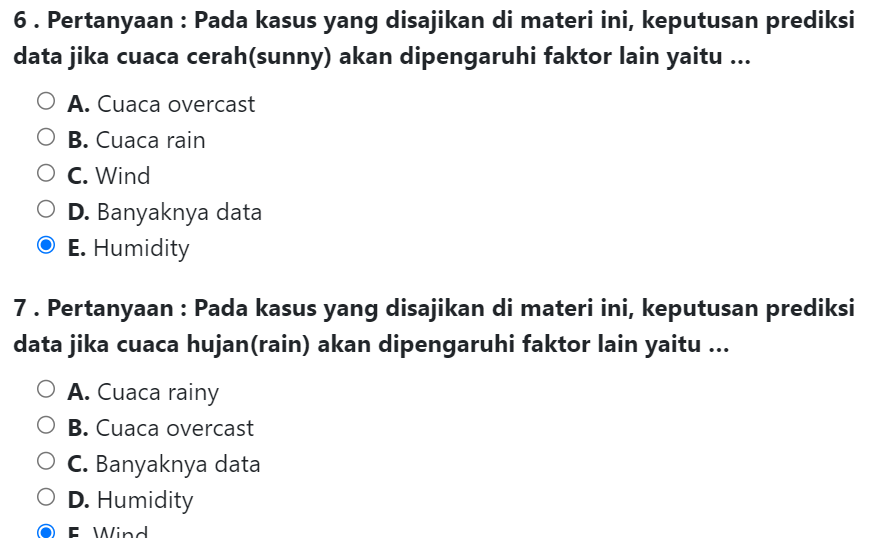 6 . Pertanyaan : Pada kasus yang disajikan di materi ini, keputusan prediksi
data jika cuaca cerah(sunny) akan dipengaruhi faktor lain yaitu ...
A. Cuaca overcast
B. Cuaca rain
C. Wind
D. Banyaknya data
E. Humidity
7 . Pertanyaan : Pada kasus yang disajikan di materi ini, keputusan prediksi
data jika cuaca hujan(rain) akan dipengaruhi faktor lain yaitu ...
A. Cuaca rainy
B. Cuaca overcast
C. Banyaknya data
D. Humidity
E. Wind